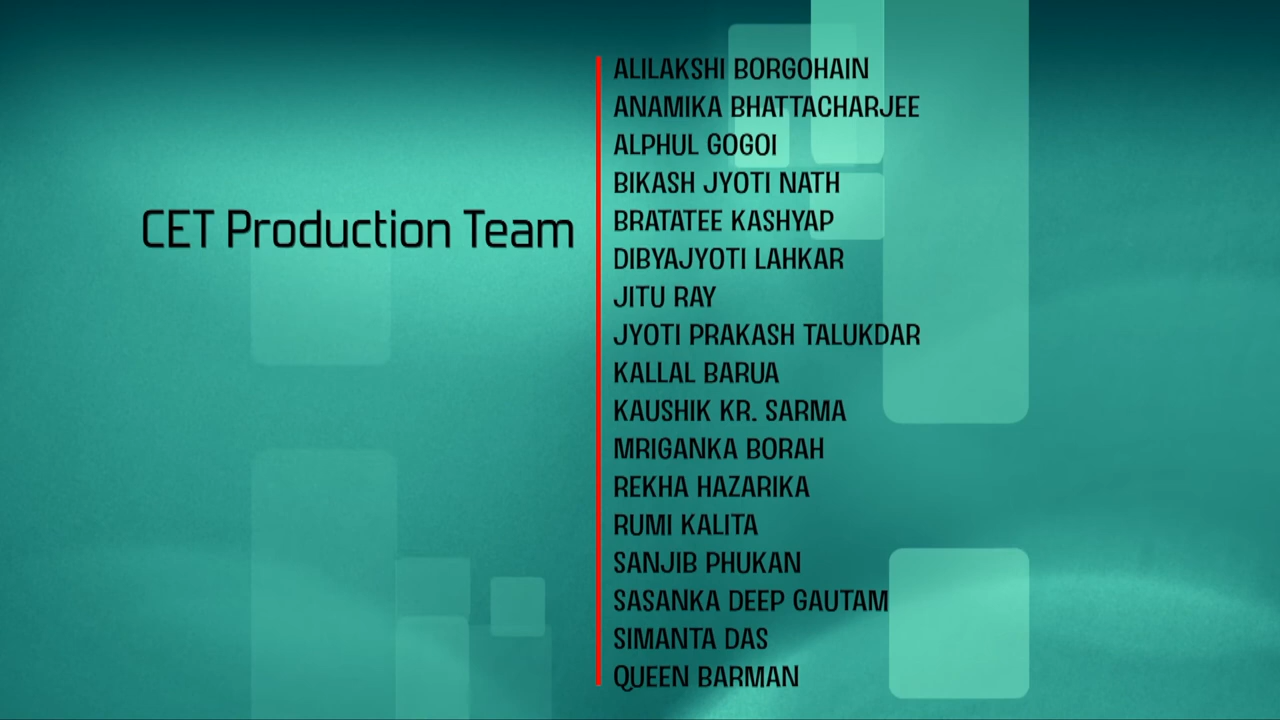 CET Production Team
ALILAKSHI BORGOHAIN
ANAMIKA BHATTACHARJEE
ALPHUL GOGOI
BIKASH JYOTI NATH
BRATATEE KASHYAP
DIBYAJYOTI LAHKAR
JITU RAY
JYOTI PRAKASH TALUKDAR
KALLAL BARUA
KAUSHIK KR. SARMA
MRIGANKA BORAH
REKHA HAZARIKA
RUMI KALITA
SANJIB PHUKAN
SASANKA DEEP GAUTAM
SIMANTA DAS
QUEEN BARMAN